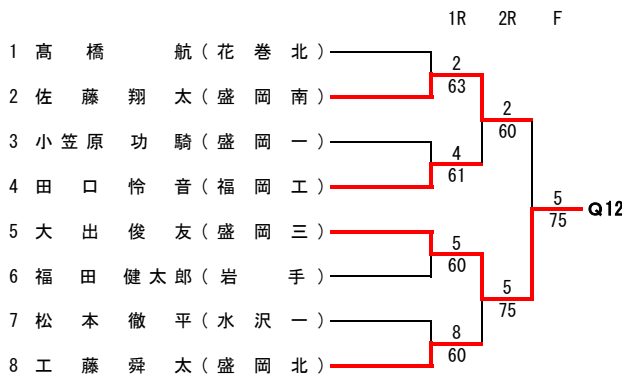 1R 2R F
1 髙橋 航(花巻北)
2
63
2 佐藤翔太(盛岡南)
2
60
3 小笠原功騎(盛岡一)
4
61
4 田口怜音(福岡工)
5
75
Q12
5 大出俊友(盛岡三)
5
60
6 福田健太郎(岩手)
5
75
7 松本徹平(水沢一)
8
60
8 工藤舜太(盛岡北)